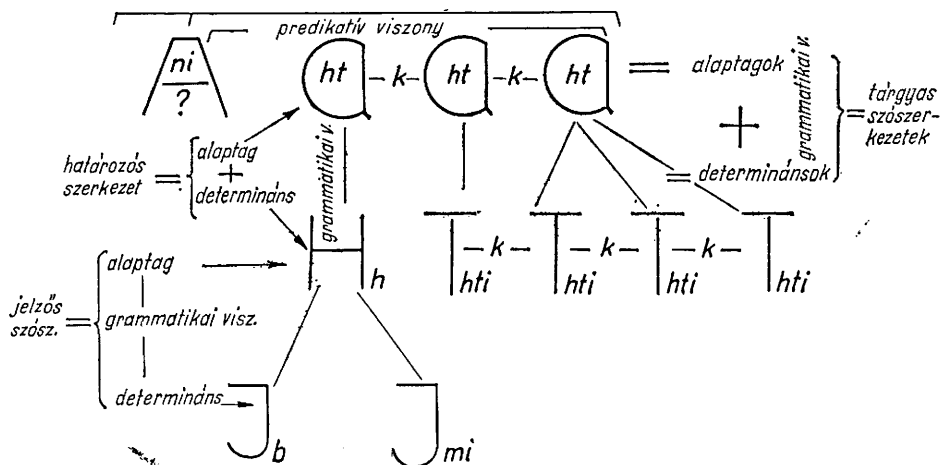 predikatív viszony
ni
?
ht – k – ht – k – ht = alaptagok
+
grammatikai v.
= tárgyas
szószer-
kezetek
= determinánsok
határozós
szerkezet =
alaptag
+
determináns
grammatikai v.
H h
T hti – k – T hti – k – T hti – k – T hti
jelzős
szósz. =
alaptag
grammatikai visz.
determináns
J b
J mi